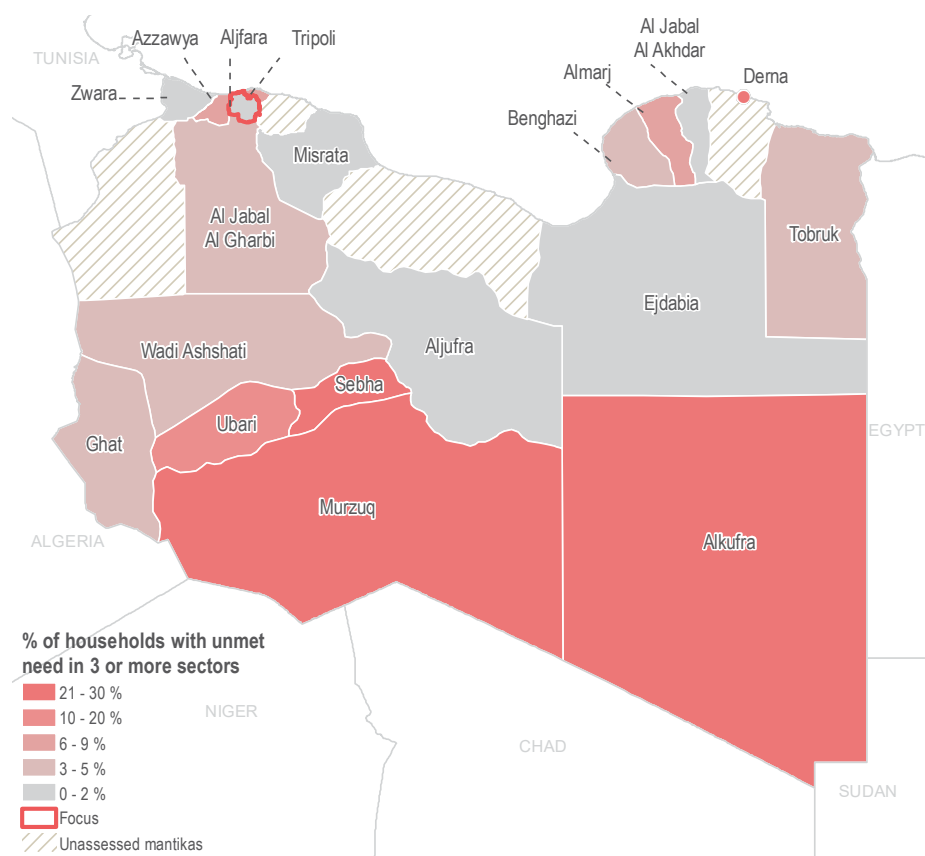 TUNISIA
Azzawya
Aljfara
Tripoli
Zwara
Al Jabal
Al Akhdar
Almarj
Derna
Benghazi
Misrata
Al Jabal
Al Gharbi
Tobruk
Ejdabia
Wadi Ashshati
Aljufra
Sebha
Ubari
Ghat
EGYPT
Murzuq
Alkufra
ALGERIA
% of households with unmet
need in 3 or more sectors
21 - 30 %
10 - 20 %
6 - 9 %
3 - 5 %
0 - 2 %
Focus
Unassessed mantikas
NIGER
CHAD
SUDAN